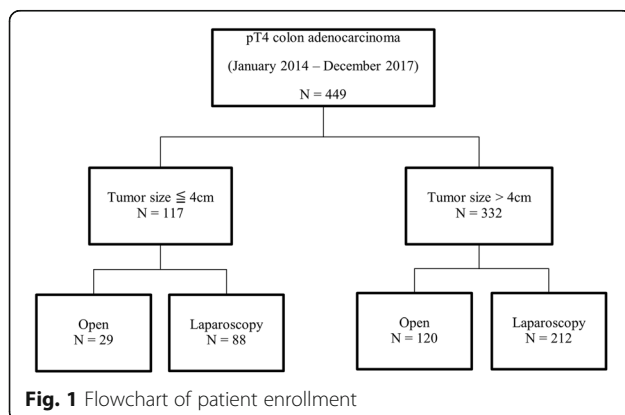 pT4 colon adenocarcinoma
(January 2014 – December 2017)
N = 449
Tumor size ≦ 4cm
N = 117
Tumor size > 4cm
N = 332
Open
N = 29
Laparoscopy
N = 88
Open
N = 120
Laparoscopy
N = 212
Fig. 1 Flowchart of patient enrollment